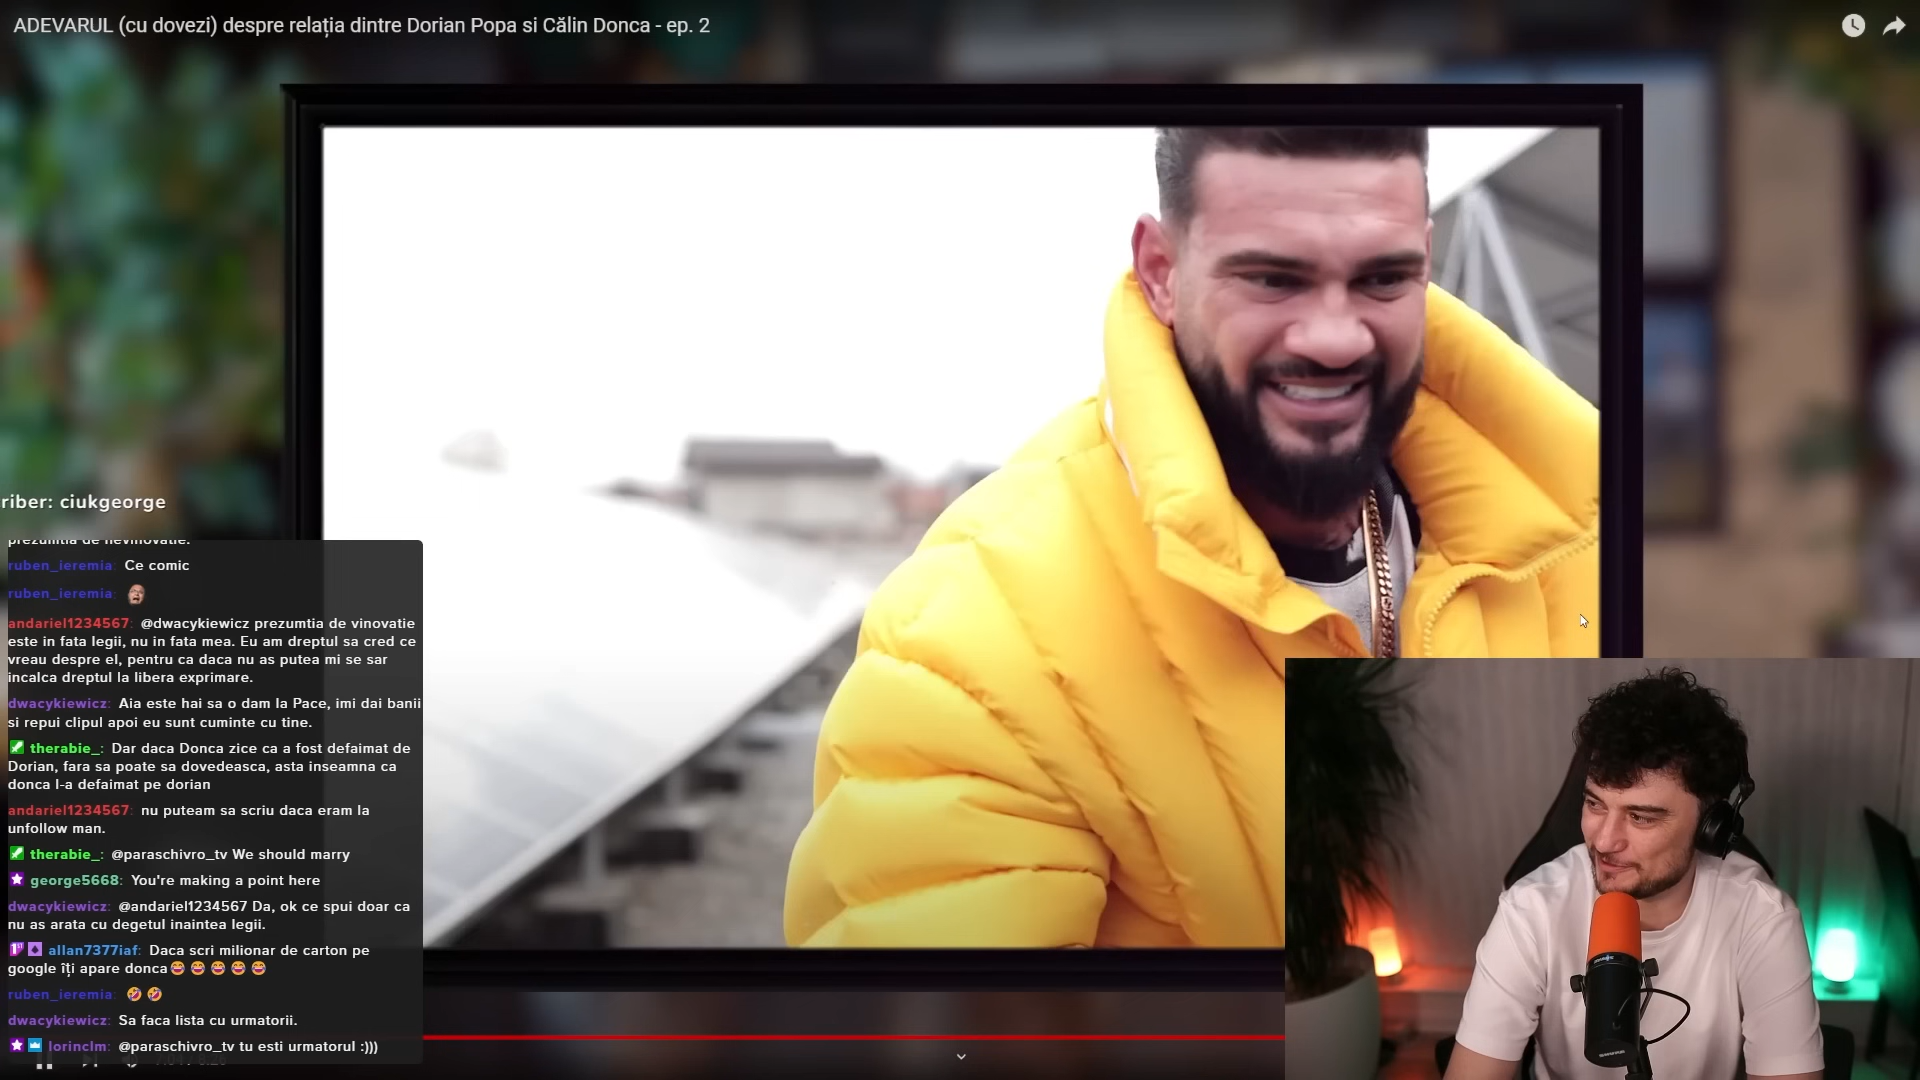 ADEVARUL (cu dovezi) despre relația dintre Dorian Popa si Călin Donca - ep. 2
riber: ciukgeorge
prezumtia de nevinovatie.
ruben_ieremia: Ce comic
ruben_ieremia:
andariel1234567: @dwacykiewicz prezumtia de vinovatie
este in fata legii, nu in fata mea. Eu am dreptul sa cred ce
vreau despre el, pentru ca daca nu as putea mi se sar
incalca dreptul la libera exprimare.
dwacykiewicz: Aia este hai sa o dam la Pace, imi dai banii
si repui clipul apoi eu sunt cuminte cu tine.
therabie_: Dar daca Donca zice ca a fost defaimat de
Dorian, fara sa poate sa dovedeasca, asta inseamna ca
donca l-a defaimat pe dorian
andariel1234567: nu puteam sa scriu daca eram la
unfollow man.
therabie_: @paraschivro_tv We should marry
george5668: You're making a point here
dwacykiewicz: @andariel1234567 Da, ok ce spui doar ca
nu as arata cu degetul inaintea legii.
allan7377iaf: Daca scri milionar de carton pe
google îți apare donca😂😂😂😂😂
ruben_ieremia: 🤣🤣
dwacykiewicz: Sa faca lista cu urmatorii.
lorinclm: @paraschivro_tv tu esti urmatorul :)))